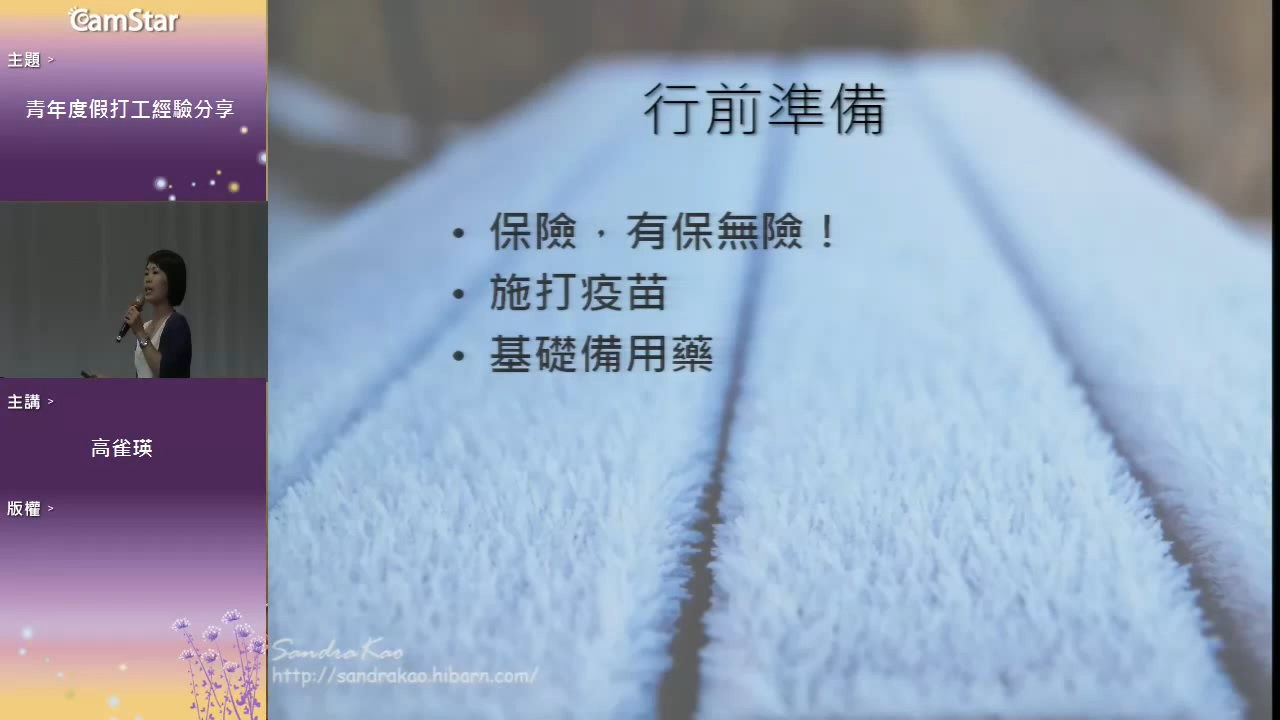 CamStar
主題 >
青年度假打工經驗分享
主講 >
高雀瑛
版權 >
行前準備
• 保險，有保無險！
• 施打疫苗
• 基礎備用藥
SandraKao
http://sandrakao.hibarn.com/